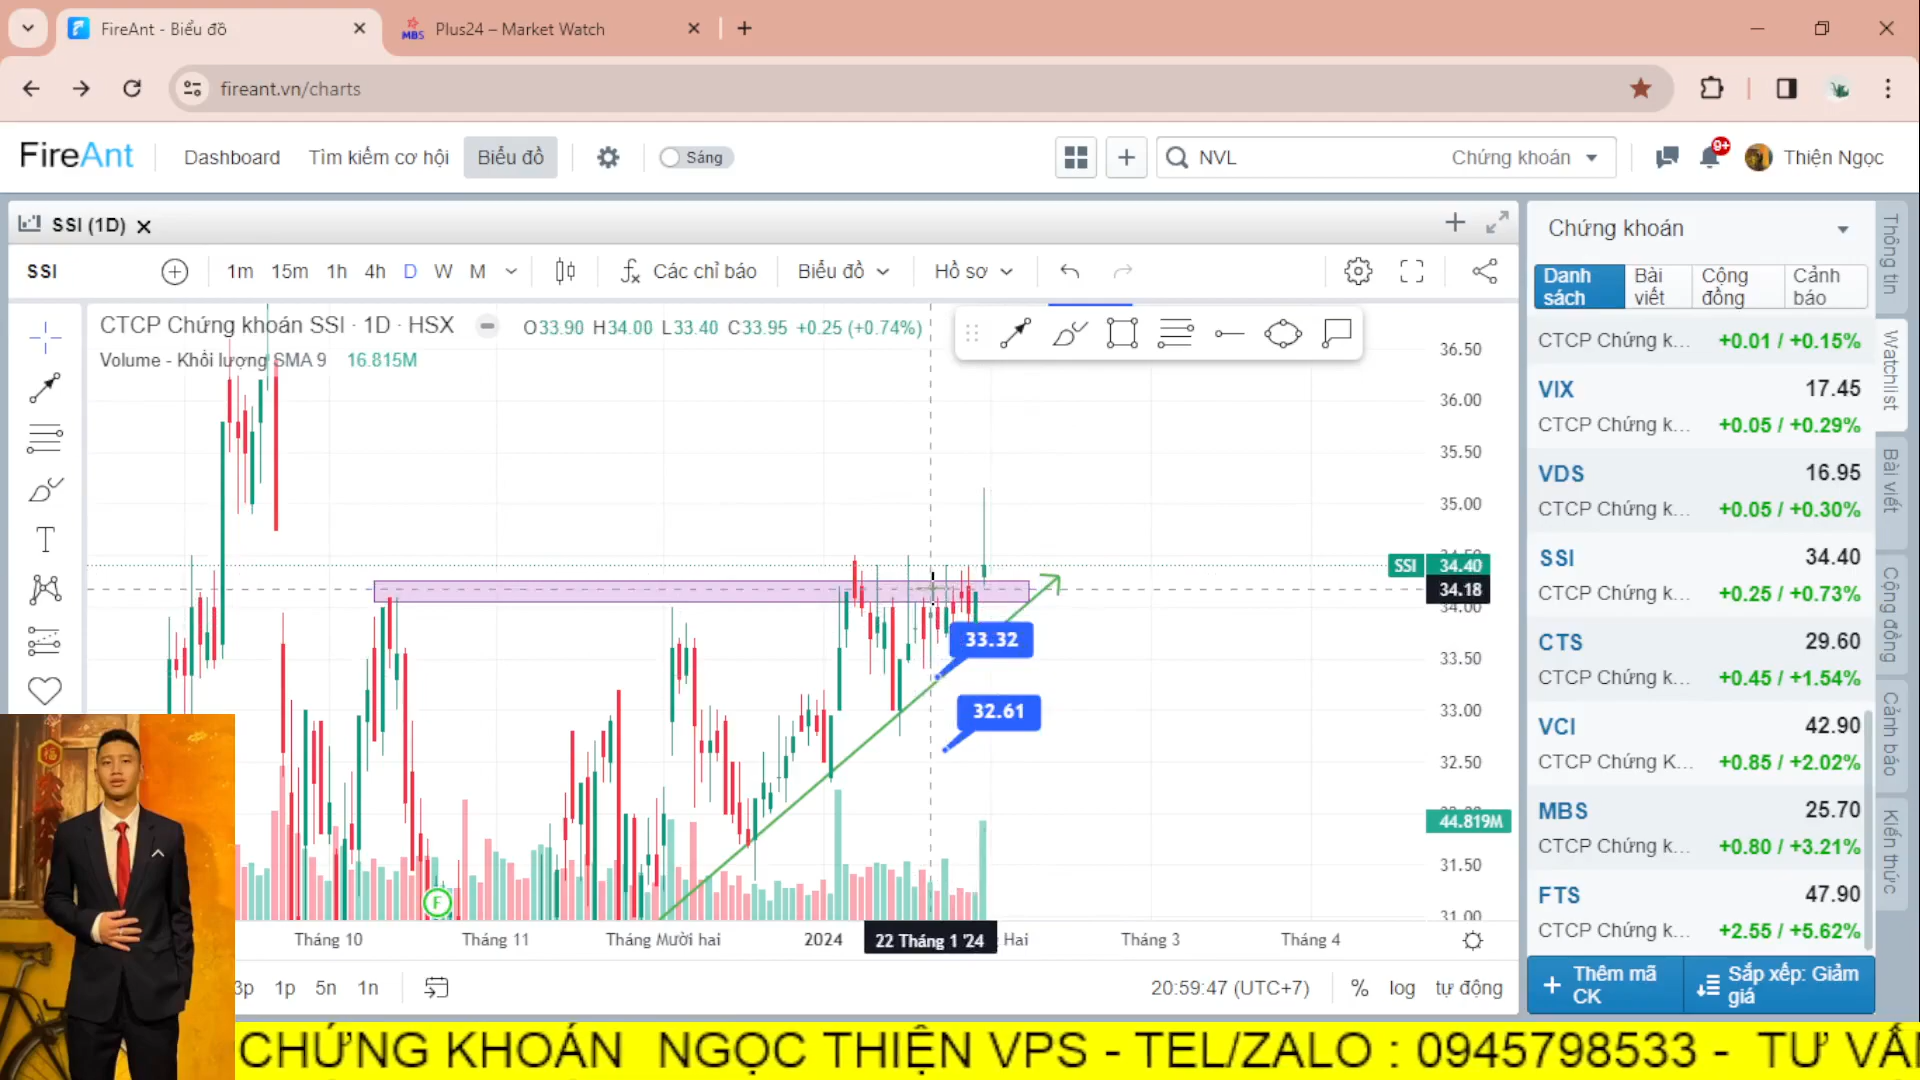 FireAnt - Biểu đồ
MBS Plus24 – Market Watch
fireant.vn/charts
FireAnt Dashboard Tìm kiếm cơ hội Biểu đồ Sáng NVL Chứng khoán 9+ Thiện Ngọc
SSI (1D)
SSI 1m 15m 1h 4h D W M Các chỉ báo Biểu đồ Hồ sơ
CTCP Chứng khoán SSI · 1D · HSX O33.90 H34.00 L33.40 C33.95 +0.25 (+0.74%)
Volume - Khối lượng SMA 9 16.815M
36.50
36.00
35.50
35.00
SSI 34.40
34.18
34.00
33.50
33.00
32.50
44.819M
31.50
31.00
33.32
32.61
F
Tháng 10 Tháng 11 Tháng Mười hai 2024 22 Tháng 1 '24 Hai Tháng 3 Tháng 4
3p 1p 5n 1n 20:59:47 (UTC+7) % log tự động
Chứng khoán
Danh sách Bài viết Cộng đồng Cảnh báo
CTCP Chứng k... +0.01 / +0.15%
VIX 17.45
CTCP Chứng k... +0.05 / +0.29%
VDS 16.95
CTCP Chứng k... +0.05 / +0.30%
SSI 34.40
CTCP Chứng k... +0.25 / +0.73%
CTS 29.60
CTCP Chứng k... +0.45 / +1.54%
VCI 42.90
CTCP Chứng K... +0.85 / +2.02%
MBS 25.70
CTCP Chứng k... +0.80 / +3.21%
FTS 47.90
CTCP Chứng k... +2.55 / +5.62%
Thêm mã CK
Sắp xếp: Giảm giá
Thông tin
Watchlist
Bài viết
Cộng đồng
Cảnh báo
Kiến thức
CHỨNG KHOÁN NGỌC THIỆN VPS - TEL/ZALO : 0945798533 - TƯ VẤN